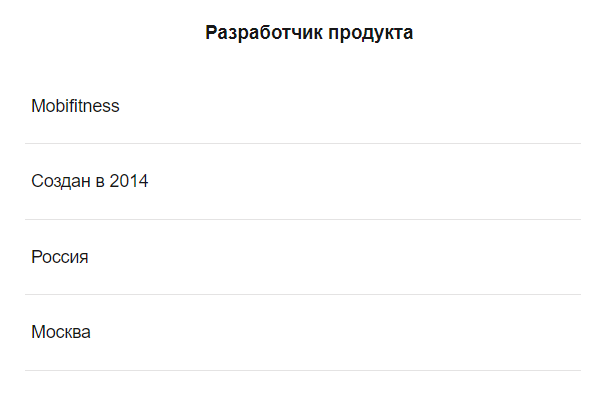 Разработчик продукта
Mobifitness
Создан в 2014
Россия
Москва